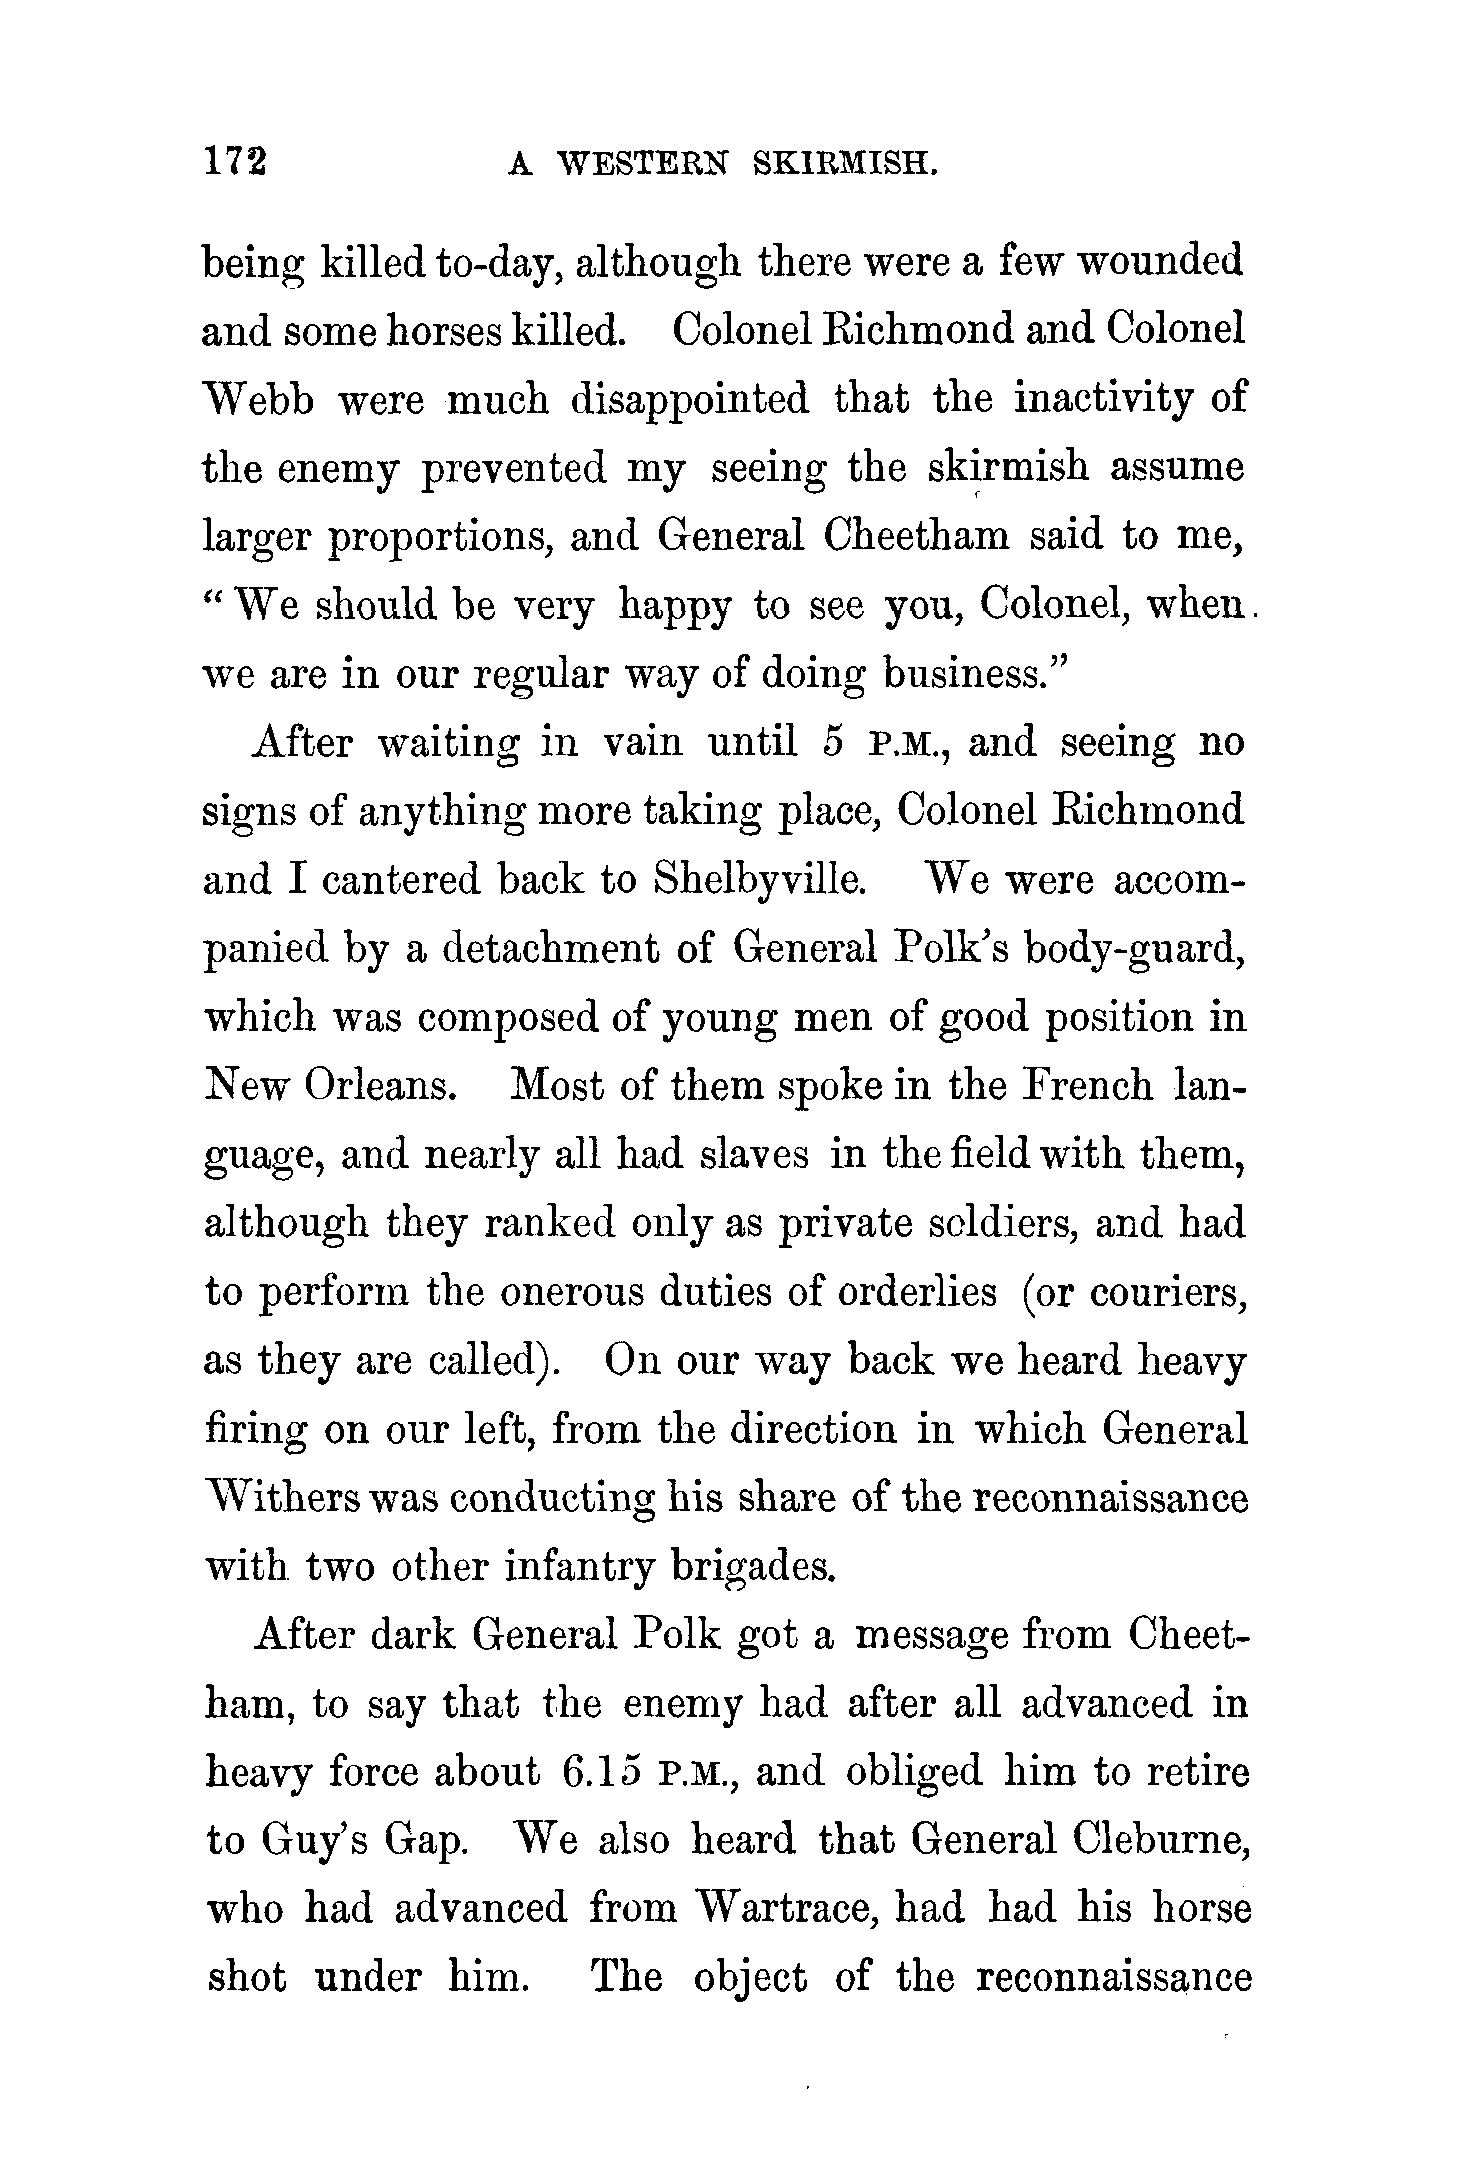 172 A WESTERN SKIRMISH.
being killed to-day, although there were a few wounded
and some horses killed. Colonel Richmond and Colonel
Webb were much disappointed that the inactivity of
the enemy prevented my seeing the skirmish assume
larger proportions, and General Cheetham said to me,
“ We should be very happy to see you, Colonel, when.
we are in our regular way of doing business.”
After waiting in vain until 5 P.M., and seeing no
signs of anything more taking place, Colonel Richmond
and I cantered back to Shelbyville. We were accom-
panied by a detachment of General Polk’s body-guard,
which was composed of young men of good position in
New Orleans. Most of them spoke in the French lan-
guage, and nearly all had slaves in the field with them,
although they ranked only as private soldiers, and had
to perform the onerous duties of orderlies (or couriers,
as they are called). On our way back we heard heavy
firing on our left, from the direction in which General
Withers was conducting his share of the reconnaissance
with two other infantry brigades.
After dark General Polk got a message from Cheet-
ham, to say that the enemy had after all advanced in
heavy force about 6.15 P.M., and obliged him to retire
to Guy’s Gap. We also heard that General Cleburne,
who had advanced from Wartrace, had had his horse
shot under him. The object of the reconnaissance